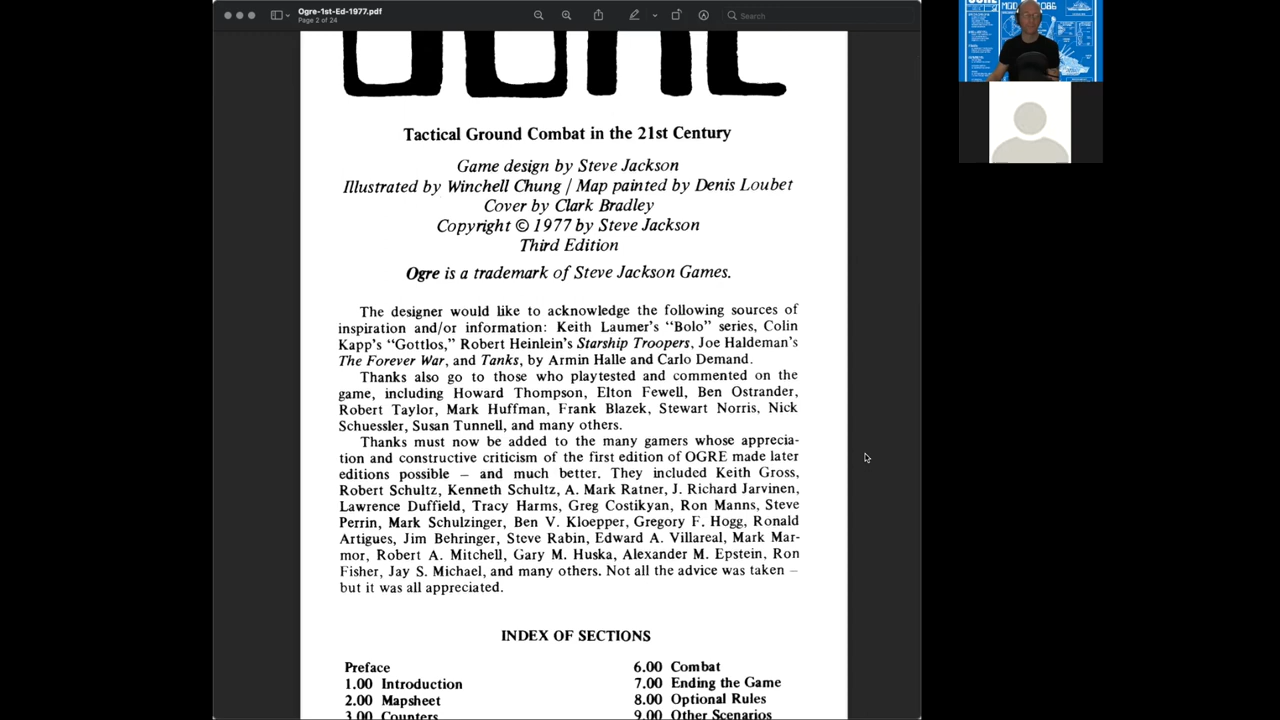 Ogre-1st-Ed-1977.pdf
Page 2 of 24
Search
OGRE
Tactical Ground Combat in the 21st Century
Game design by Steve Jackson
Illustrated by Winchell Chung / Map painted by Denis Loubet
Cover by Clark Bradley
Copyright © 1977 by Steve Jackson
Third Edition
Ogre is a trademark of Steve Jackson Games.
The designer would like to acknowledge the following sources of
inspiration and/or information: Keith Laumer's "Bolo" series, Colin
Kapp's "Gottlos," Robert Heinlein's Starship Troopers, Joe Haldeman's
The Forever War, and Tanks, by Armin Halle and Carlo Demand.
Thanks also go to those who playtested and commented on the
game, including Howard Thompson, Elton Fewell, Ben Ostrander,
Robert Taylor, Mark Huffman, Frank Blazek, Stewart Norris, Nick
Schuessler, Susan Tunnell, and many others.
Thanks must now be added to the many gamers whose apprecia-
tion and constructive criticism of the first edition of OGRE made later
editions possible – and much better. They included Keith Gross,
Robert Schultz, Kenneth Schultz, A. Mark Ratner, J. Richard Jarvinen,
Lawrence Duffield, Tracy Harms, Greg Costikyan, Ron Manns, Steve
Perrin, Mark Schulzinger, Ben V. Kloepper, Gregory F. Hogg, Ronald
Artigues, Jim Behringer, Steve Rabin, Edward A. Villareal, Mark Mar-
mor, Robert A. Mitchell, Gary M. Huska, Alexander M. Epstein, Ron
Fisher, Jay S. Michael, and many others. Not all the advice was taken –
but it was all appreciated.
INDEX OF SECTIONS
Preface
1.00 Introduction
2.00 Mapsheet
3.00 Counters
6.00 Combat
7.00 Ending the Game
8.00 Optional Rules
9.00 Other Scenarios